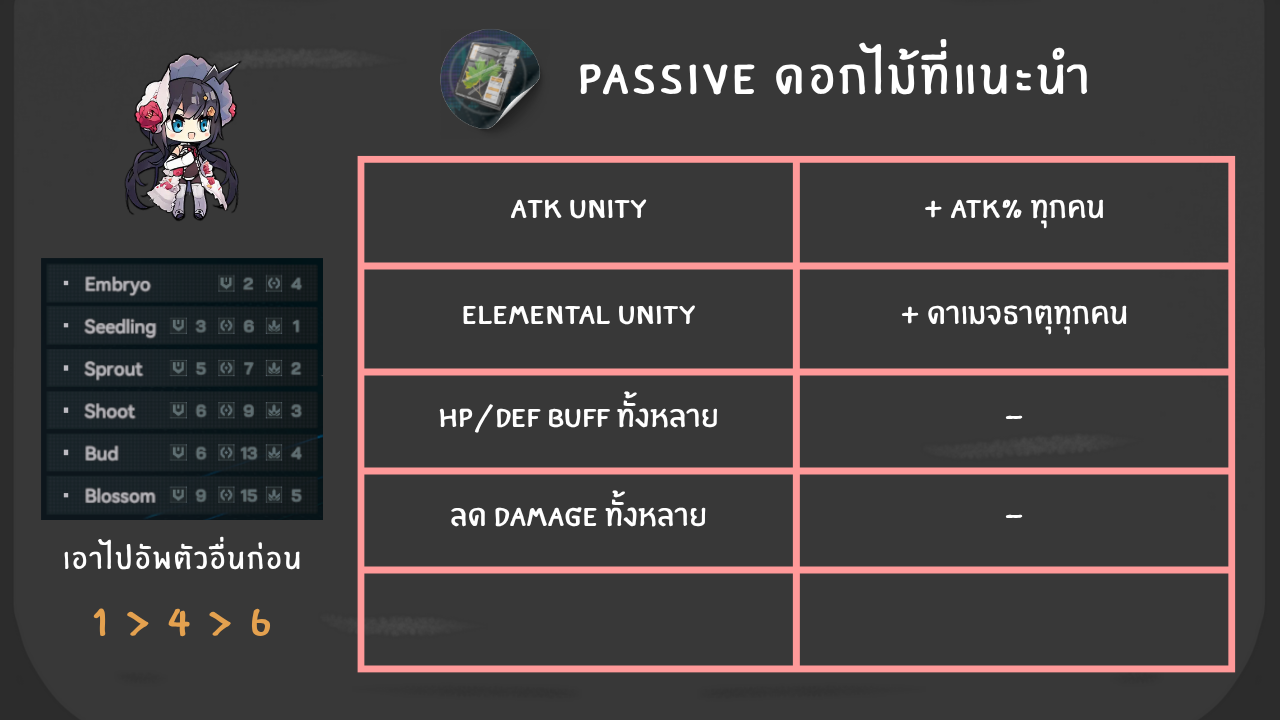 PASSIVE ดอกไม้ที่แนะนำ
ATK UNITY
+ ATK% ทุกคน
ELEMENTAL UNITY
+ ดาเมจธาตุทุกคน
HP/DEF BUFF ทั้งหลาย
-
ลด DAMAGE ทั้งหลาย
-
Embryo 2 4
Seedling 3 6 1
Sprout 5 7 2
Shoot 6 9 3
Bud 6 13 4
Blossom 9 15 5
เอาไปอัพตัวอื่นก่อน
1 > 4 > 6